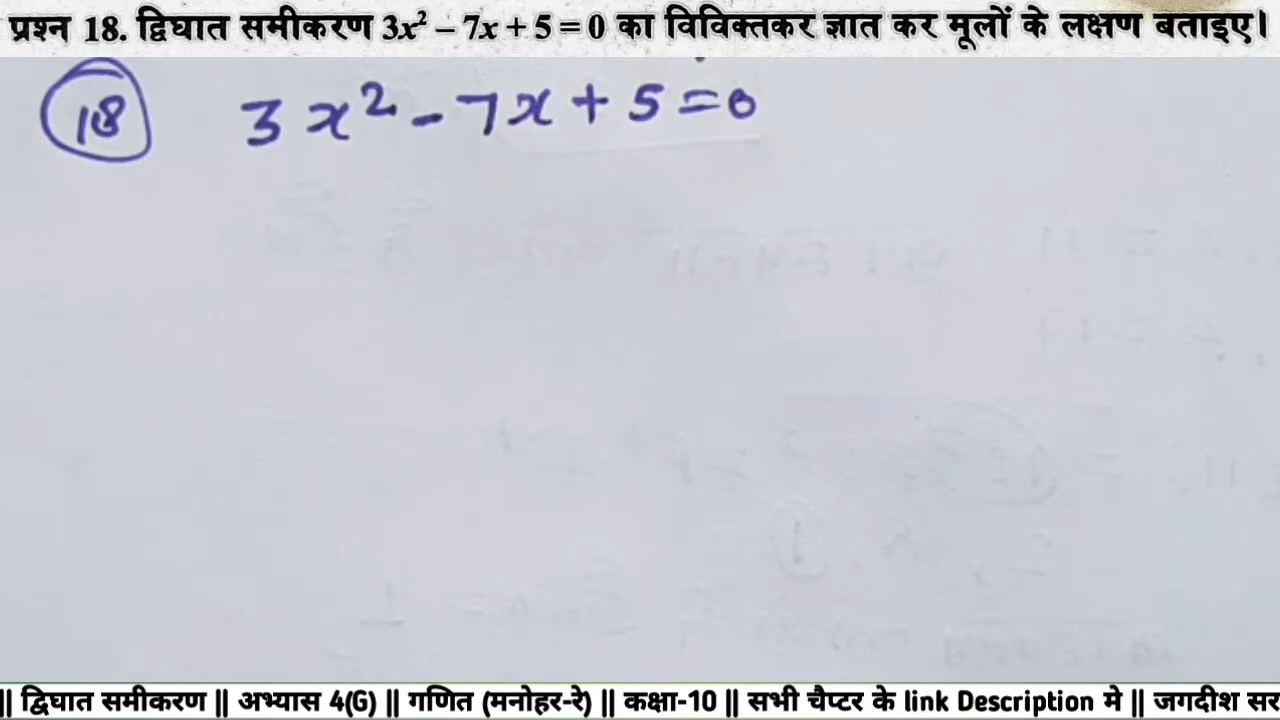 प्रश्न 18. द्विघात समीकरण 3x² – 7x + 5 = 0 का विविक्तकर ज्ञात कर मूलों के लक्षण बताइए।
18 3x² - 7x + 5 = 0
|| द्विघात समीकरण || अभ्यास 4(G) || गणित (मनोहर-रे) || कक्षा-10 || सभी चैप्टर के link Description मे || जगदीश सर